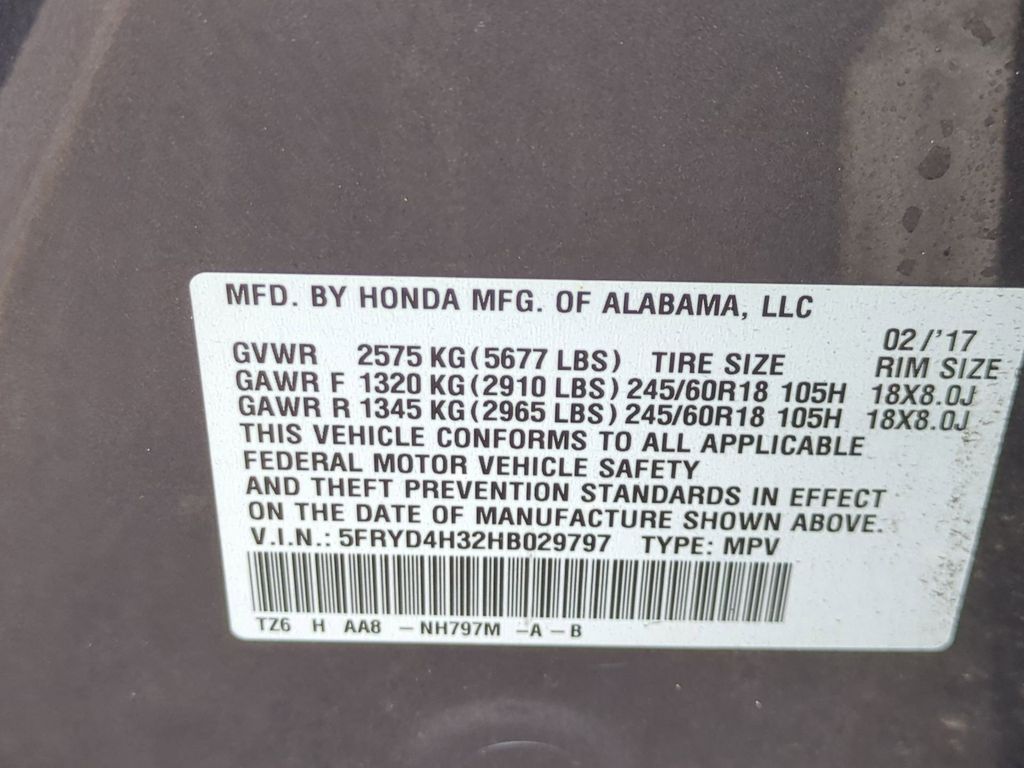 MFD. BY HONDA MFG. OF ALABAMA, LLC
02/'17
GVWR 2575 KG (5677 LBS) TIRE SIZE RIM SIZE
GAWR F 1320 KG (2910 LBS) 245/60R18 105H 18X8.0J
GAWR R 1345 KG (2965 LBS) 245/60R18 105H 18X8.0J
THIS VEHICLE CONFORMS TO ALL APPLICABLE
FEDERAL MOTOR VEHICLE SAFETY
AND THEFT PREVENTION STANDARDS IN EFFECT
ON THE DATE OF MANUFACTURE SHOWN ABOVE.
V.I.N.: 5FRYD4H32HB029797 TYPE: MPV
TZ6 H AA8 - NH797M - A - B